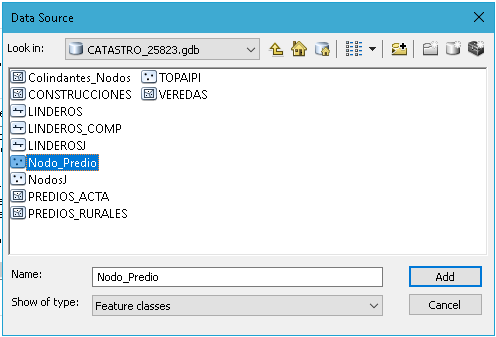 Data Source
Look in: CATASTRO_25823.gdb
Colindantes_Nodos TOPAIPI
CONSTRUCCIONES VEREDAS
LINDEROS
LINDEROS_COMP
LINDEROSJ
Nodo_Predio
NodosJ
PREDIOS_ACTA
PREDIOS_RURALES
Name: Nodo_Predio Add
Show of type: Feature classes Cancel